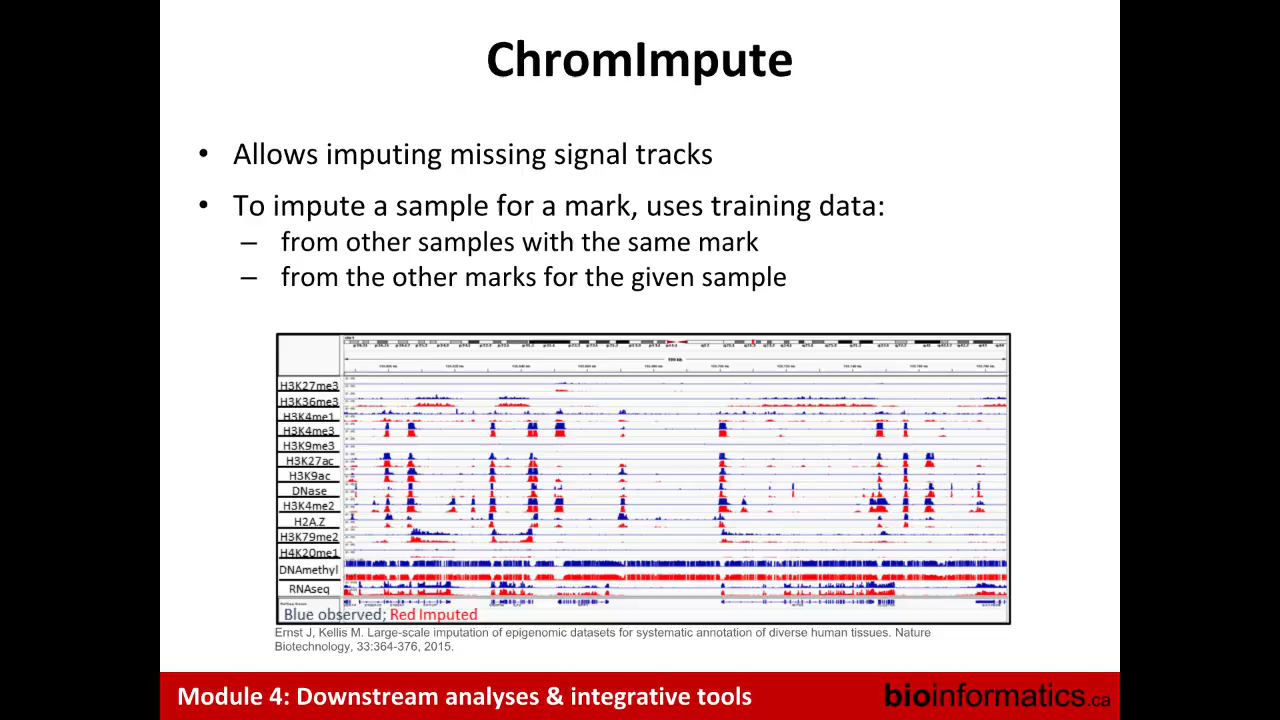 ChromImpute
• Allows imputing missing signal tracks
• To impute a sample for a mark, uses training data:
– from other samples with the same mark
– from the other marks for the given sample
H3K27me3
H3K36me3
H3K4me1
H3K4me3
H3K9me3
H3K27ac
H3K9ac
DNase
H3K4me2
H2A.Z
H3K79me2
H4K20me1
DNAmethyl
RNAseq
Blue observed; Red Imputed
Ernst J, Kellis M. Large-scale imputation of epigenomic datasets for systematic annotation of diverse human tissues. Nature
Biotechnology, 33:364-376, 2015.
Module 4: Downstream analyses & integrative tools
bioinformatics.ca